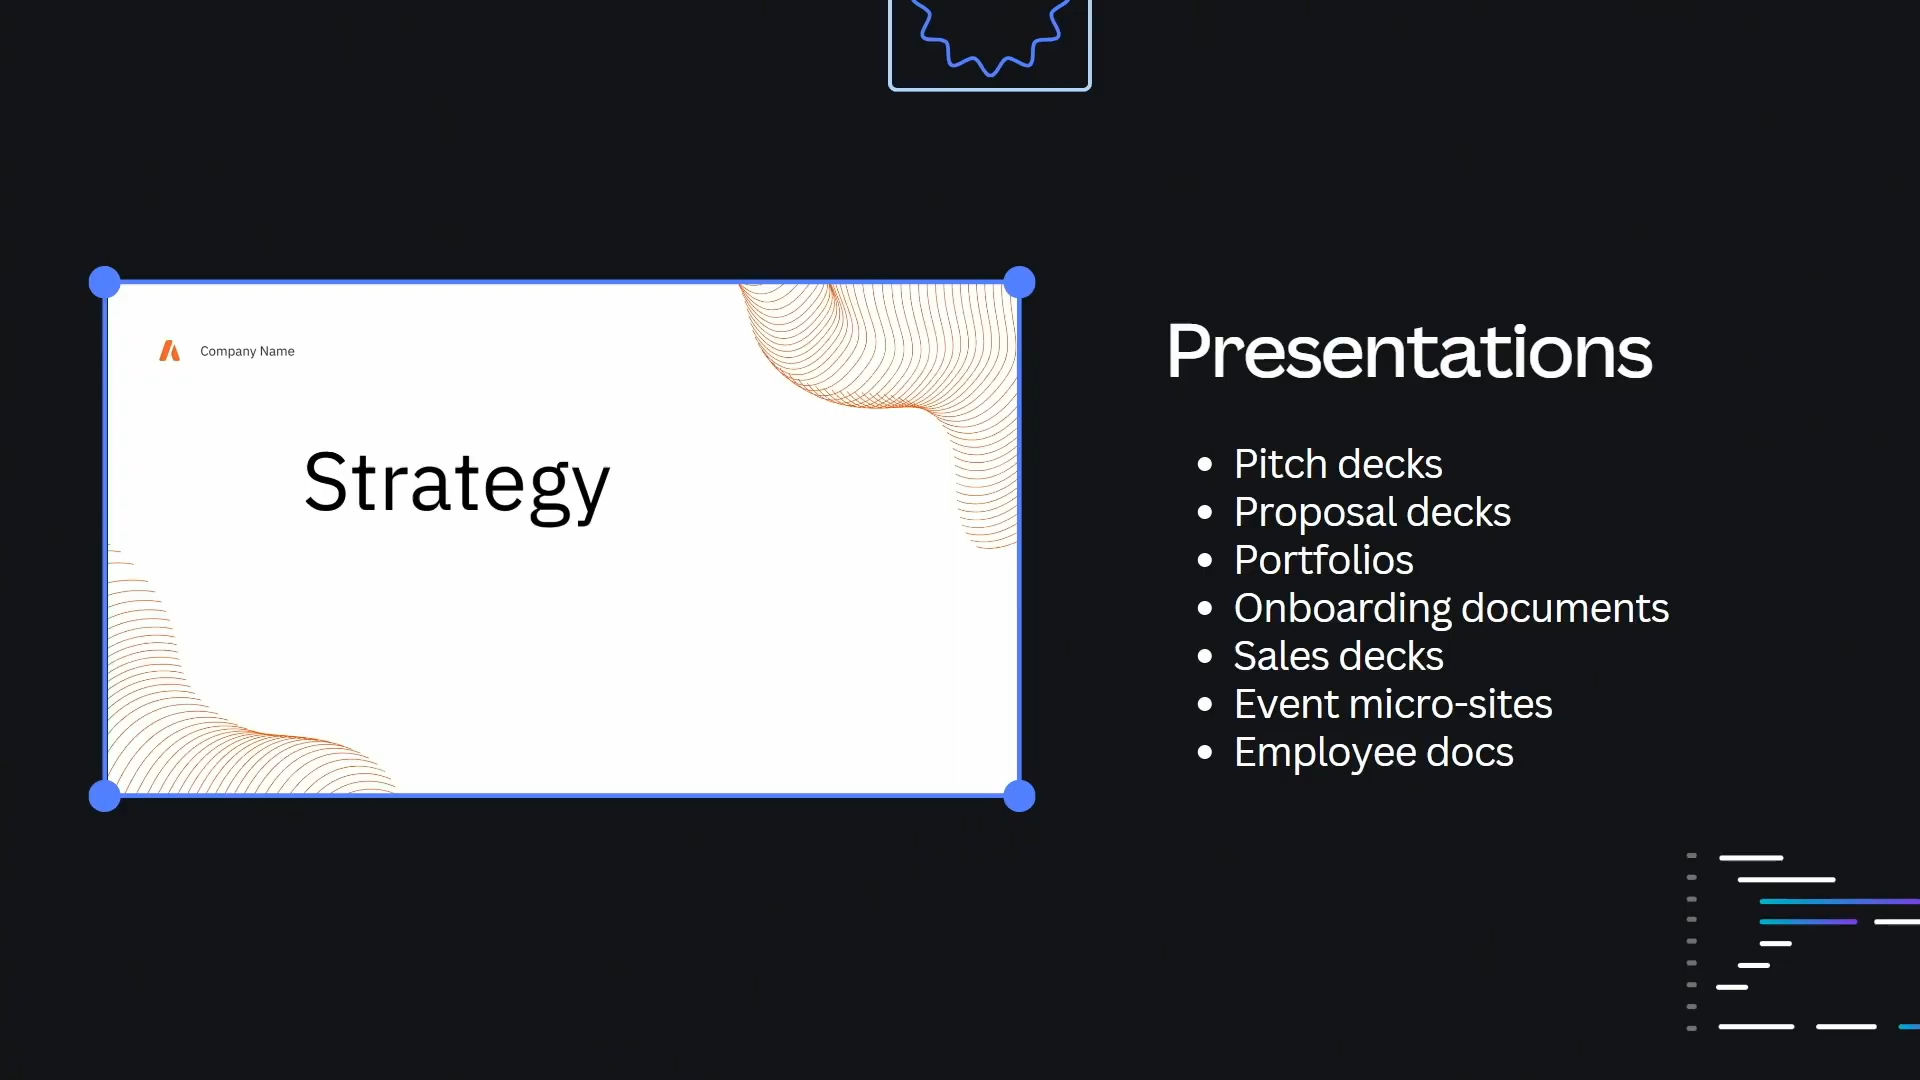 Company Name
Strategy
Presentations
• Pitch decks
• Proposal decks
• Portfolios
• Onboarding documents
• Sales decks
• Event micro-sites
• Employee docs